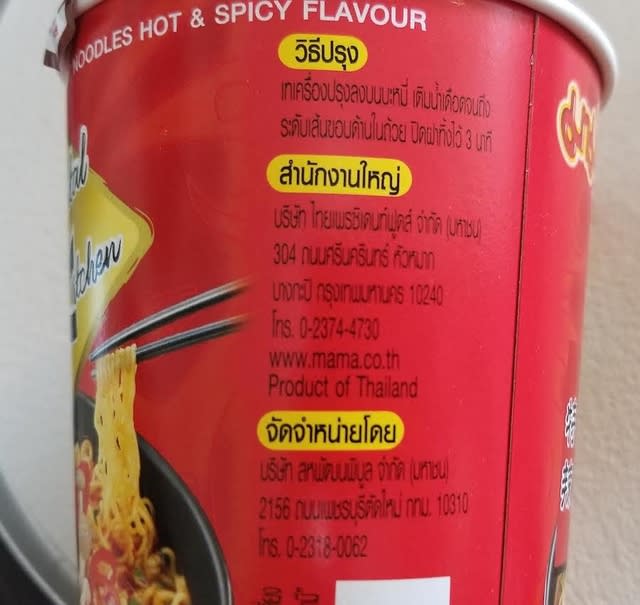 NOODLES HOT & SPICY FLAVOUR
วิธีปรุง
เทเครื่องปรุงลงบนบะหมี่ เติมน้ำเดือดจนถึง
ระดับเส้นขอบด้านในถ้วย ปิดฝาทิ้งไว้ 3 นาที
สำนักงานใหญ่
บริษัท ไทยเพรซิเดนท์ฟูดส์ จำกัด (มหาชน)
304 ถนนศรีนครินทร์ หัวหมาก
บางกะปิ กรุงเทพมหานคร 10240
โทร. 0-2374-4730
www.mama.co.th
Product of Thailand
จัดจำหน่ายโดย
บริษัท สหพัฒนพิบูล จำกัด (มหาชน)
2156 ถนนเพชรบุรีตัดใหม่ กทม. 10310
โทร. 0-2318-0062